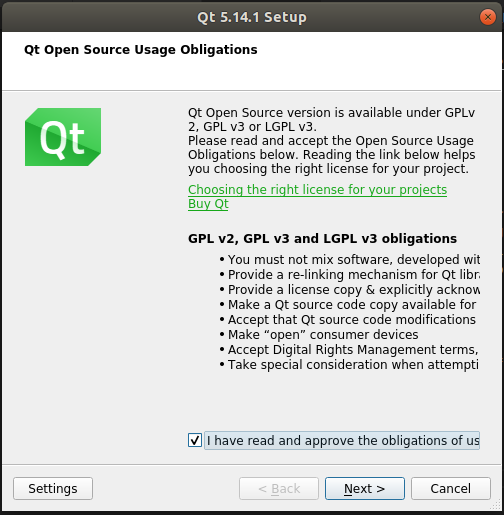 Qt 5.14.1 Setup
Qt Open Source Usage Obligations
Qt
Qt Open Source version is available under GPLv
2, GPL v3 or LGPL v3.
Please read and accept the Open Source Usage
Obligations below. Reading the link below helps
you choosing the right license for your project.
Choosing the right license for your projects
Buy Qt
GPL v2, GPL v3 and LGPL v3 obligations
• You must not mix software, developed wit
• Provide a re-linking mechanism for Qt libra
• Provide a license copy & explicitly acknow
• Make a Qt source code copy available for
• Accept that Qt source code modifications
• Make “open” consumer devices
• Accept Digital Rights Management terms,
• Take special consideration when attempti
I have read and approve the obligations of us
Settings
< Back
Next >
Cancel